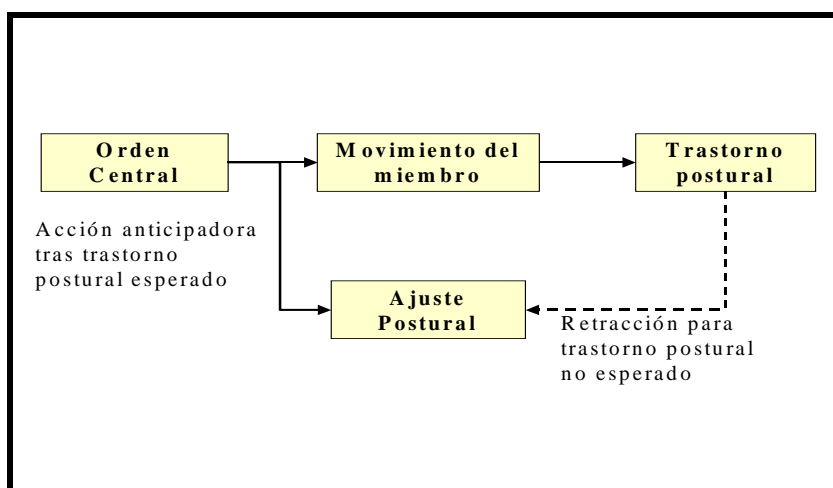 Orden
Central
Movimiento del
miembro
Trastorno
postural
Acción anticipadora
tras trastorno
postural esperado
Ajuste
Postural
Retracción para
trastorno postural
no esperado